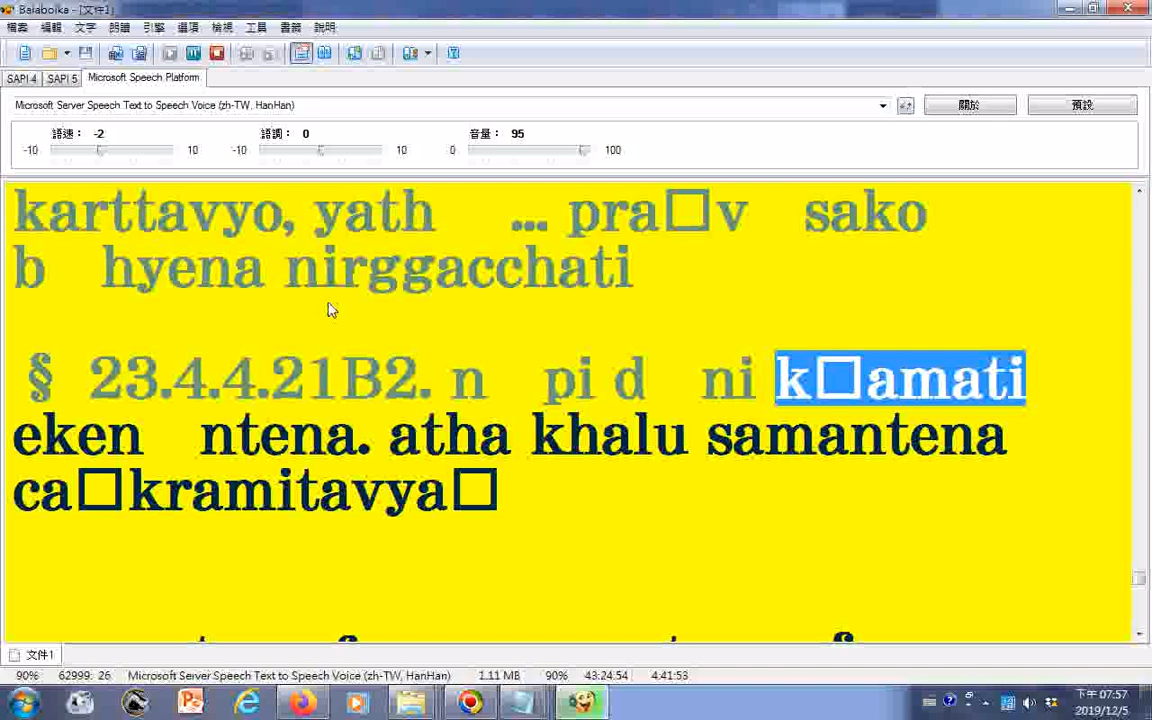 Balabolka - [文件1]
檔案 編輯 文字 朗讀 引擎 選項 檢視 工具 書籤 說明
SAPI 4 SAPI 5 Microsoft Speech Platform
Microsoft Server Speech Text to Speech Voice (zh-TW, HanHan) 關於 預設
語速： -2 語調： 0 音量： 95
-10 10 -10 10 0 100
karttavyo, yath ... pra□v sako
b hyena nirggacchati
§ 23.4.4.21B2. n pi d ni k□amati
eken ntena. atha khalu samantena
ca□kramitavya□
文件1
90% 62999: 26 Microsoft Server Speech Text to Speech Voice (zh-TW, HanHan) 1.11 MB 90% 43:24:54 4:41:53
下午 07:57
2019/12/5